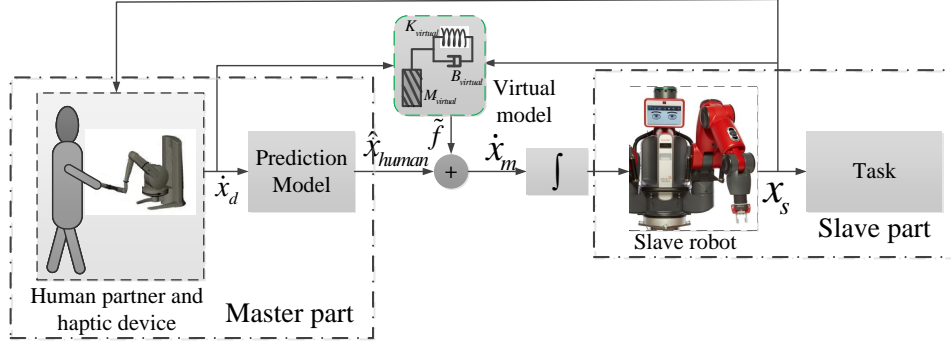 K_virtual
B_virtual
M_virtual
Virtual
model
f̃
ẋ_d
Prediction
Model
x̂̇_human
+
ẋ_m
∫
Slave robot
x_s
Task
Slave part
Human partner and
haptic device
Master part